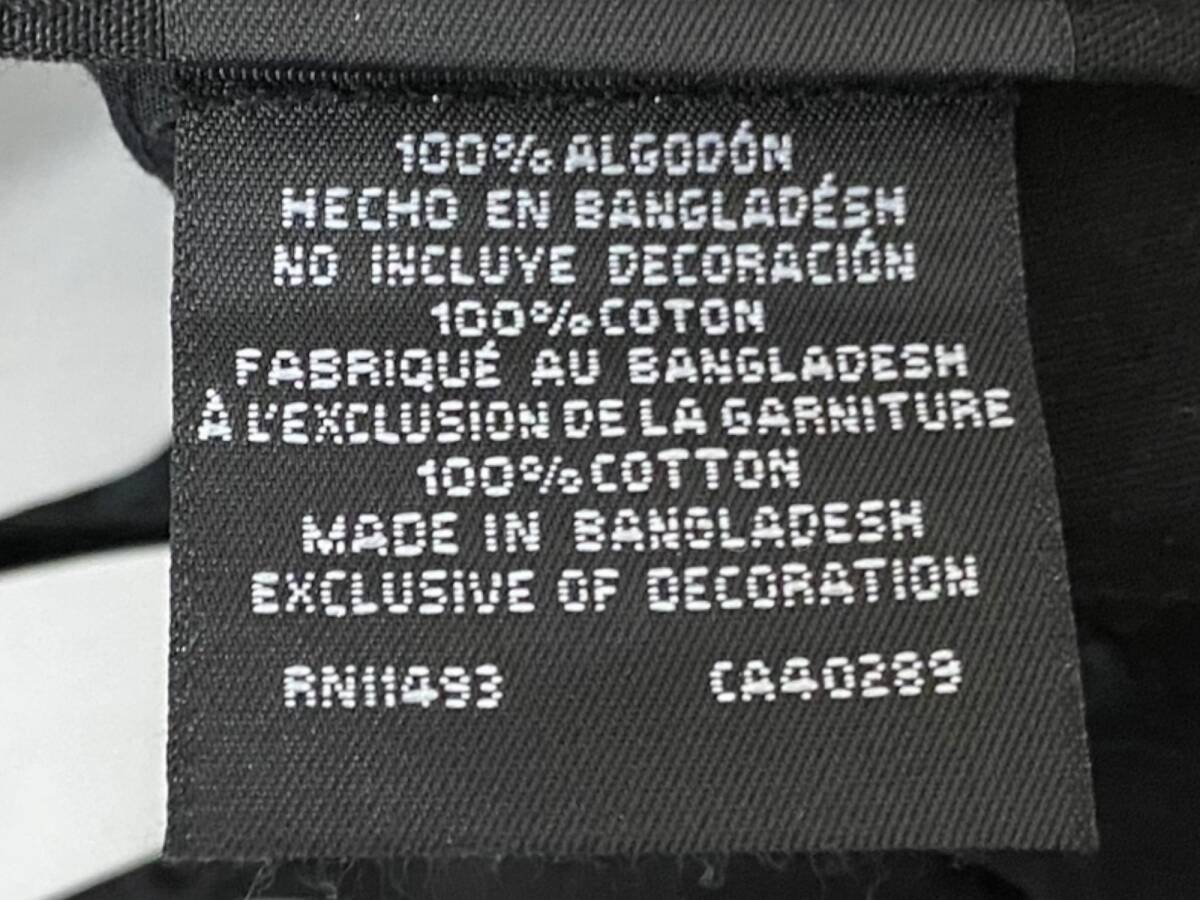 100% ALGODÓN
HECHO EN BANGLADÉSH
NO INCLUYE DECORACIÓN
100% COTON
FABRIQUÉ AU BANGLADESH
À L'EXCLUSION DE LA GARNITURE
100% COTTON
MADE IN BANGLADESH
EXCLUSIVE OF DECORATION
RN11493 CA40289